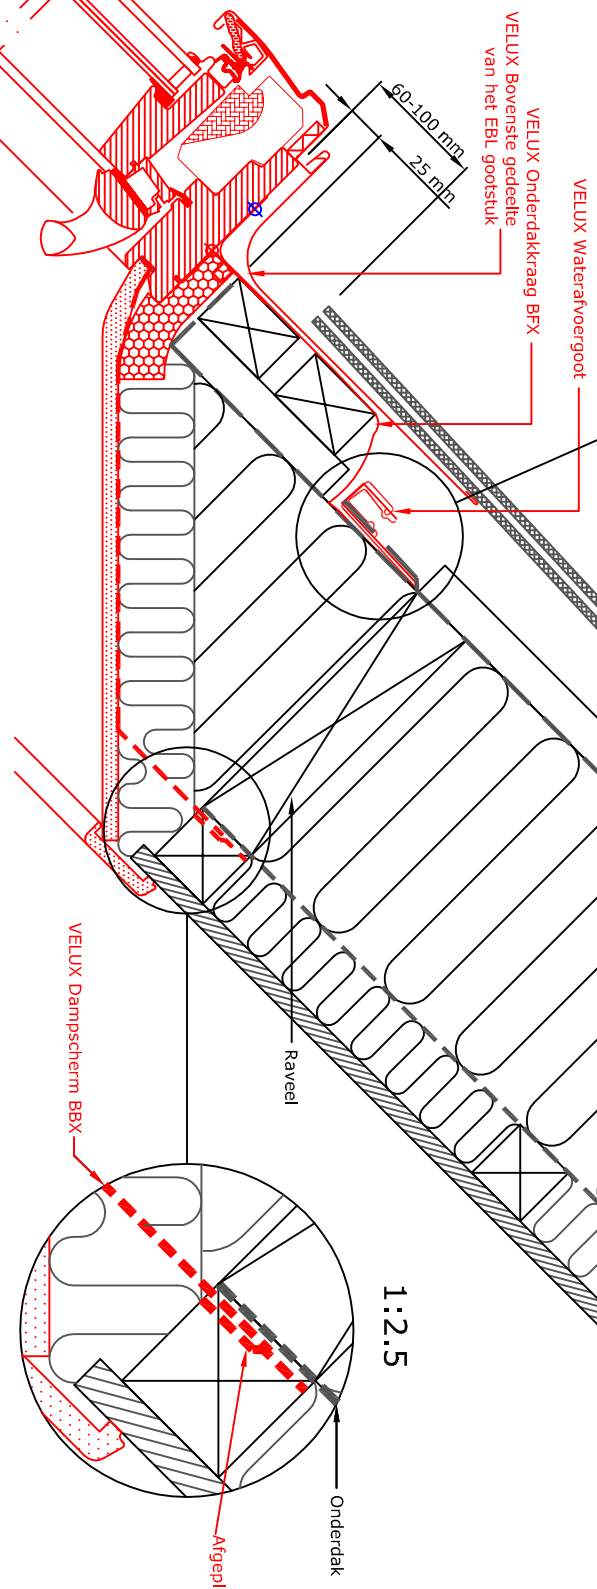 60-100 mm
25 mm
VELUX Bovenste gedeelte
van het EBL gootstuk
VELUX Onderdakkraag BFX
VELUX Waterafvoergoot
Raveel
VELUX Dampscherm BBX
1:2.5
Onderdak
Afgepl